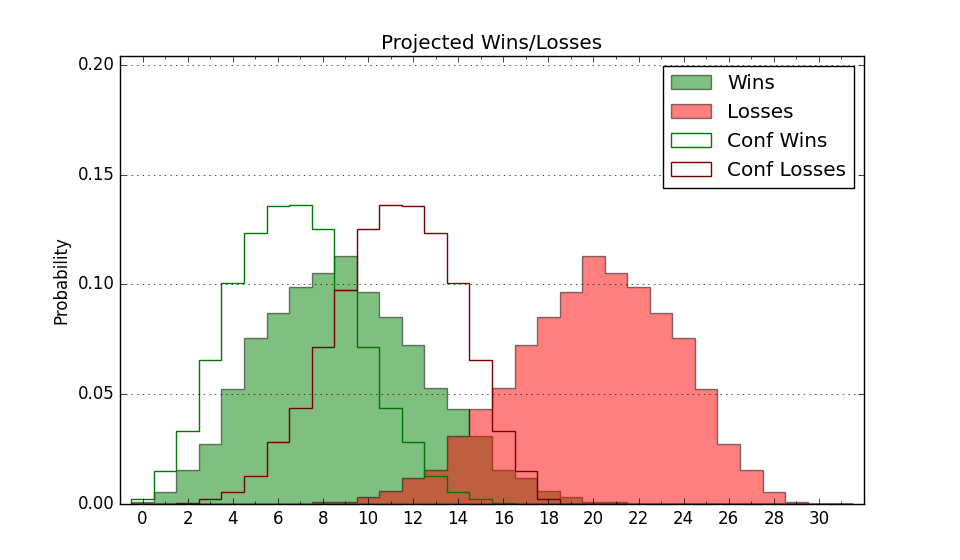 Projected Wins/Losses
Probability
0.20
0.15
0.10
0.05
0.00
0 2 4 6 8 10 12 14 16 18 20 22 24 26 28 30
Wins
Losses
Conf Wins
Conf Losses